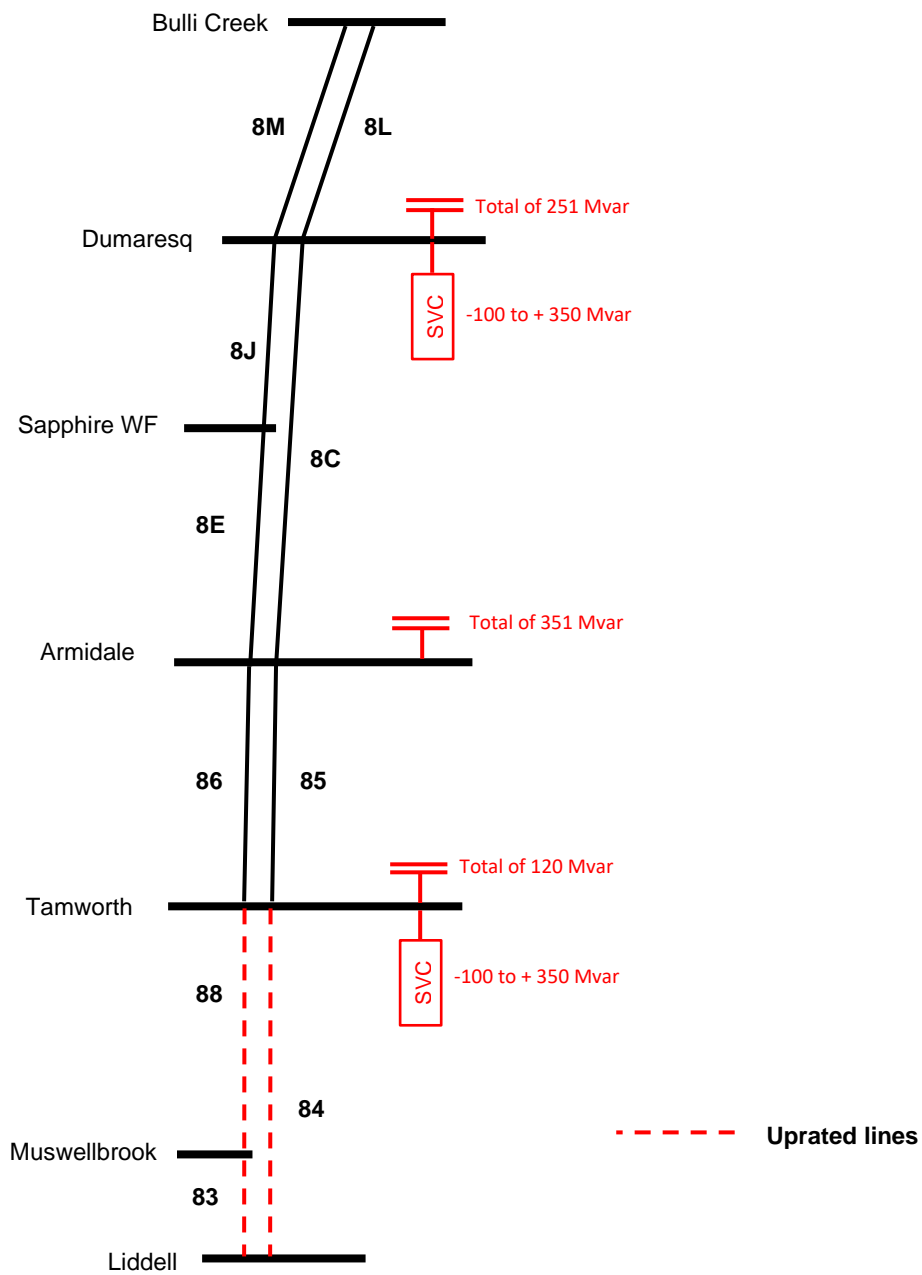 Bulli Creek
8M
8L
Total of 251 Mvar
Dumaresq
SVC
-100 to + 350 Mvar
8J
Sapphire WF
8C
8E
Total of 351 Mvar
Armidale
86
85
Total of 120 Mvar
Tamworth
SVC
-100 to + 350 Mvar
88
84
Uprated lines
Muswellbrook
83
Liddell